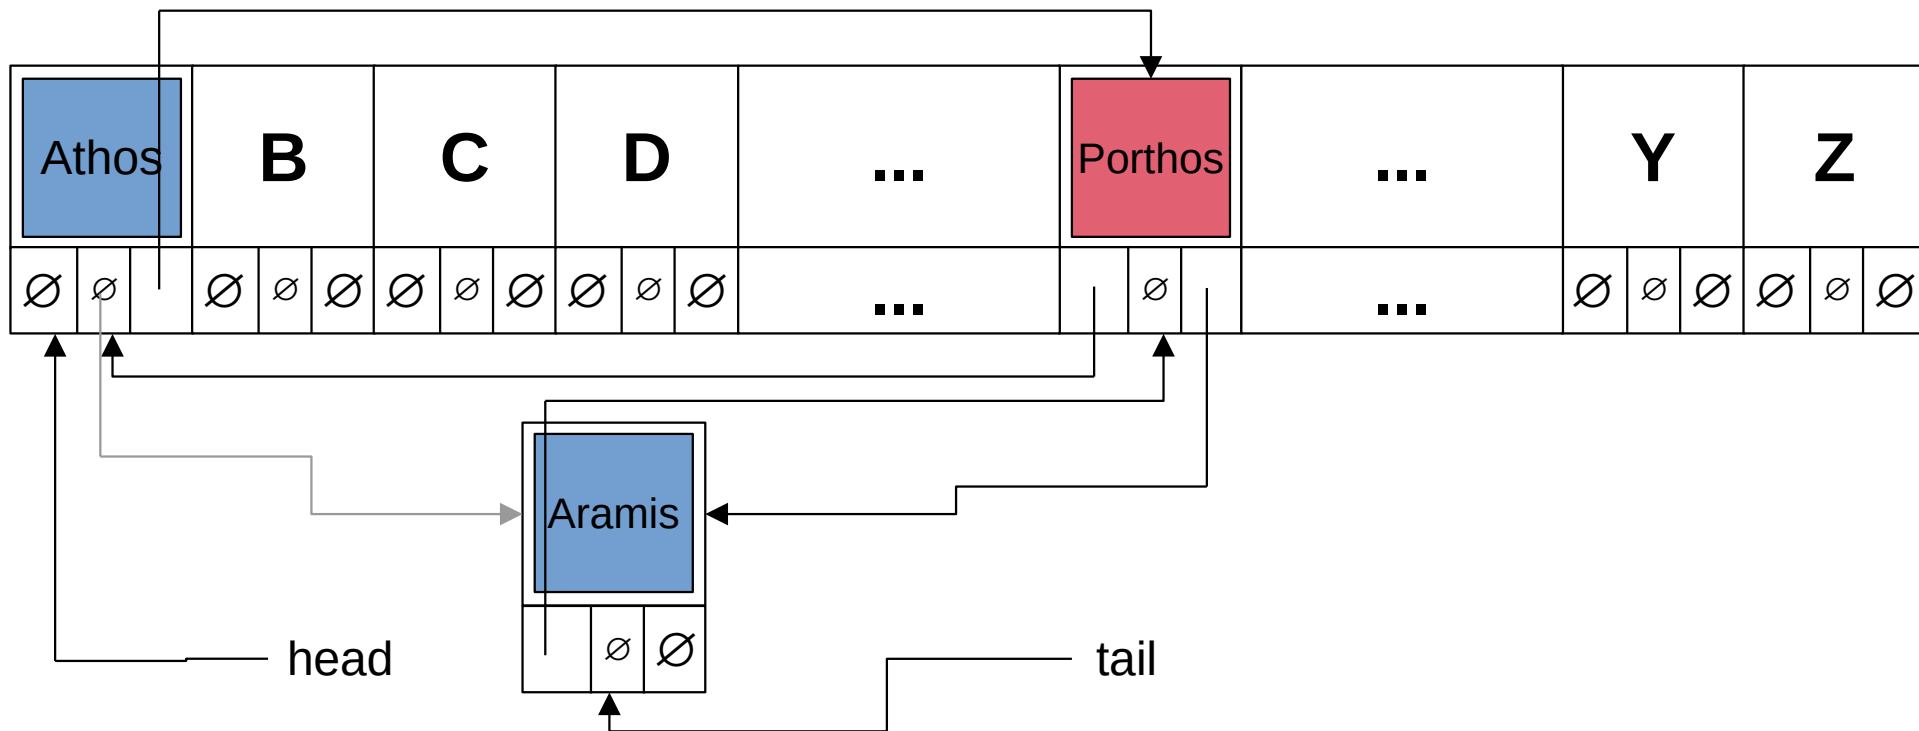 Athos B C D ... Porthos ... Y Z
∅ ∅ ∅ ∅ ∅ ∅ ∅ ∅ ∅ ∅ ∅ ... ∅ ... ∅ ∅ ∅ ∅ ∅ ∅
Aramis
∅ ∅
head
tail